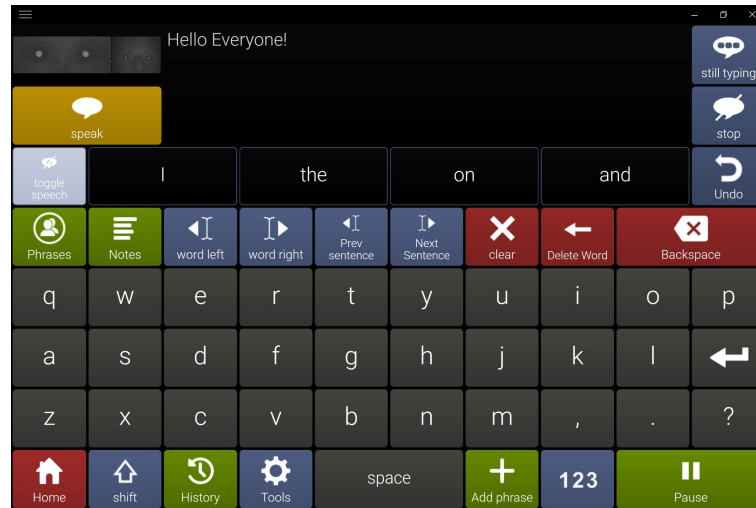 Hello Everyone!
still typing
speak
stop
toggle
speech
I
the
on
and
Undo
Phrases
Notes
word left
word right
Prev
sentence
Next
Sentence
clear
Delete Word
Backspace
q w e r t y u i o p
a s d f g h j k l
z x c v b n m , . ?
Home
shift
History
Tools
space
Add phrase
123
Pause